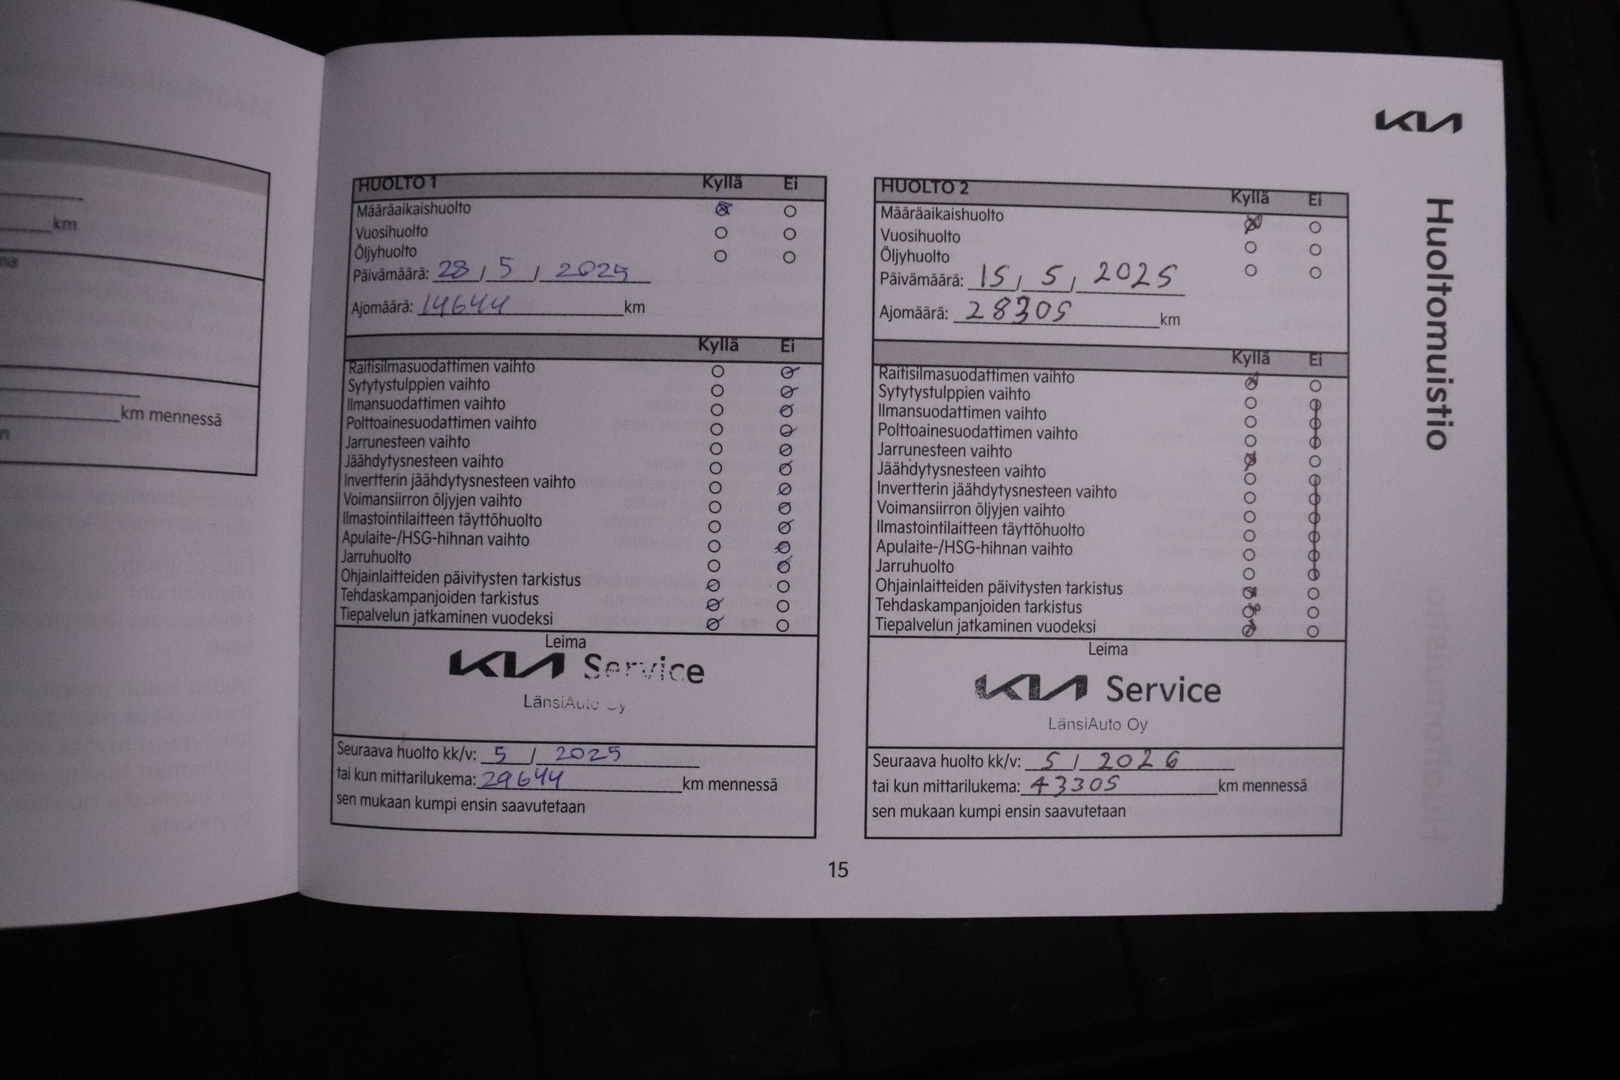 km
km mennessä
KIA
Huoltomuistio
HUOLTO 1 Kyllä Ei
Määräaikaishuolto
Vuosihuolto
Öljyhuolto
Päivämäärä: 28 / 5 / 2025
Ajomäärä: 14644 km
Kyllä Ei
Raitisilmasuodattimen vaihto
Sytytystulppien vaihto
Ilmansuodattimen vaihto
Polttoainesuodattimen vaihto
Jarrunesteen vaihto
Jäähdytysnesteen vaihto
Invertterin jäähdytysnesteen vaihto
Voimansiirron öljyjen vaihto
Ilmastointilaitteen täyttöhuolto
Apulaite-/HSG-hihnan vaihto
Jarruhuolto
Ohjainlaitteiden päivitysten tarkistus
Tehdaskampanjoiden tarkistus
Tiepalvelun jatkaminen vuodeksi
Leima
KIA Service
LänsiAuto Oy
Seuraava huolto kk/v: 5 / 2025
tai kun mittarilukema: 29644 km mennessä
sen mukaan kumpi ensin saavutetaan
HUOLTO 2 Kyllä Ei
Määräaikaishuolto
Vuosihuolto
Öljyhuolto
Päivämäärä: 15 / 5 / 2025
Ajomäärä: 28305 km
Kyllä Ei
Raitisilmasuodattimen vaihto
Sytytystulppien vaihto
Ilmansuodattimen vaihto
Polttoainesuodattimen vaihto
Jarrunesteen vaihto
Jäähdytysnesteen vaihto
Invertterin jäähdytysnesteen vaihto
Voimansiirron öljyjen vaihto
Ilmastointilaitteen täyttöhuolto
Apulaite-/HSG-hihnan vaihto
Jarruhuolto
Ohjainlaitteiden päivitysten tarkistus
Tehdaskampanjoiden tarkistus
Tiepalvelun jatkaminen vuodeksi
Leima
KIA Service
LänsiAuto Oy
Seuraava huolto kk/v: 5 / 2026
tai kun mittarilukema: 43305 km mennessä
sen mukaan kumpi ensin saavutetaan
15